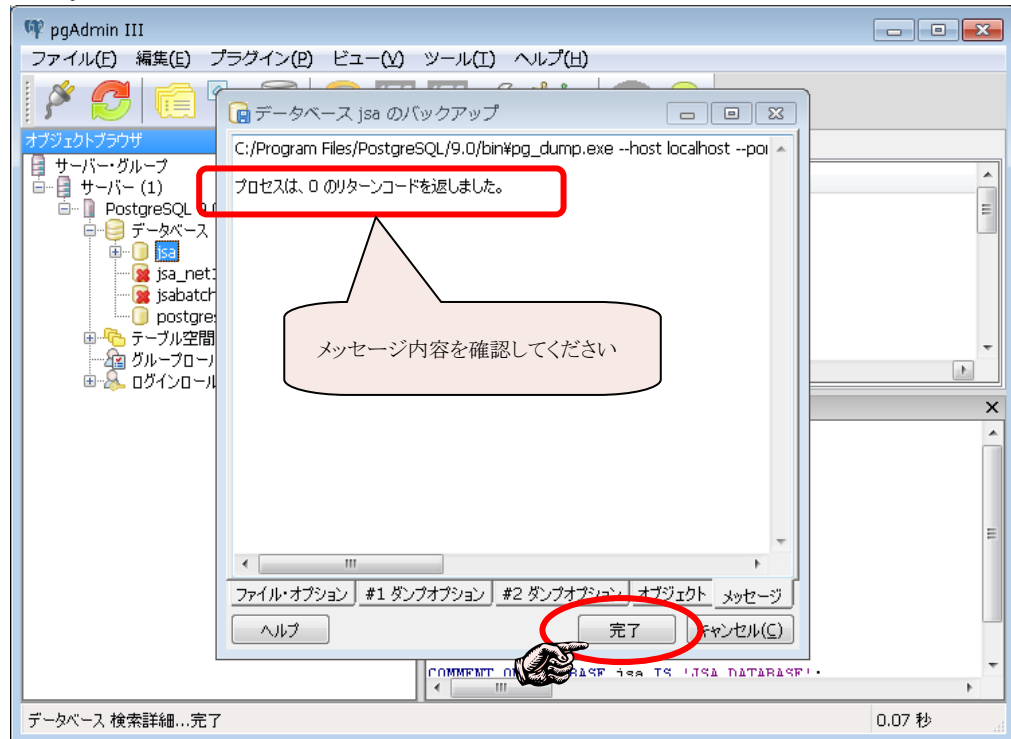 pgAdmin III
ファイル(F) 編集(E) プラグイン(P) ビュー(V) ツール(T) ヘルプ(H)
オブジェクトブラウザ
サーバー・グループ
サーバー (1)
PostgreSQL 9.0
データベース
jsa
jsa_net
jsabatch
postgres
テーブル空間
グループロール
ログインロール
データベース jsa のバックアップ
C:/Program Files/PostgreSQL/9.0/bin¥pg_dump.exe --host localhost --por
プロセスは、0 のリターンコードを返しました。
メッセージ内容を確認してください
ファイル・オプション #1 ダンプオプション #2 ダンプオプション オブジェクト メッセージ
ヘルプ 完了 キャンセル(C)
COMMENT ON DATABASE jsa IS 'JSA DATABASE';
データベース 検索詳細...完了 0.07 秒